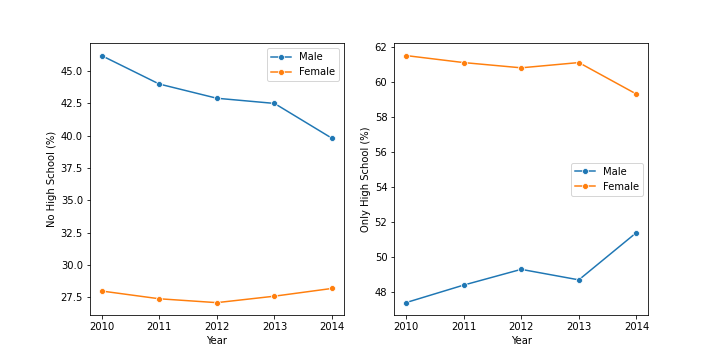 No High School (%)
45.0
42.5
40.0
37.5
35.0
32.5
30.0
27.5
2010 2011 2012 2013 2014
Year
Male
Female
Only High School (%)
62
60
58
56
54
52
50
48
2010 2011 2012 2013 2014
Year
Male
Female